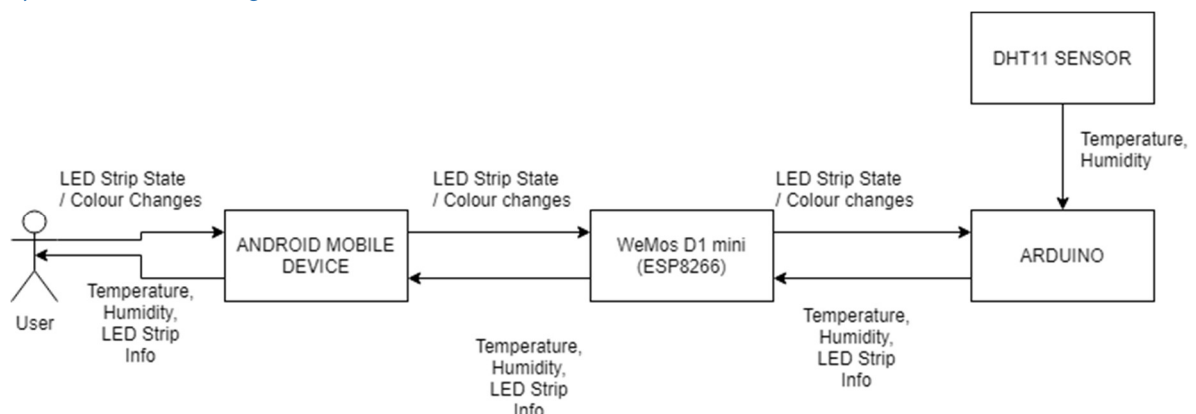 DHT11 SENSOR
Temperature,
Humidity
LED Strip State
/ Colour Changes
LED Strip State
/ Colour changes
LED Strip State
/ Colour changes
ANDROID MOBILE
DEVICE
WeMos D1 mini
(ESP8266)
ARDUINO
User
Temperature,
Humidity,
LED Strip
Info
Temperature,
Humidity,
LED Strip
Info
Temperature,
Humidity,
LED Strip
Info